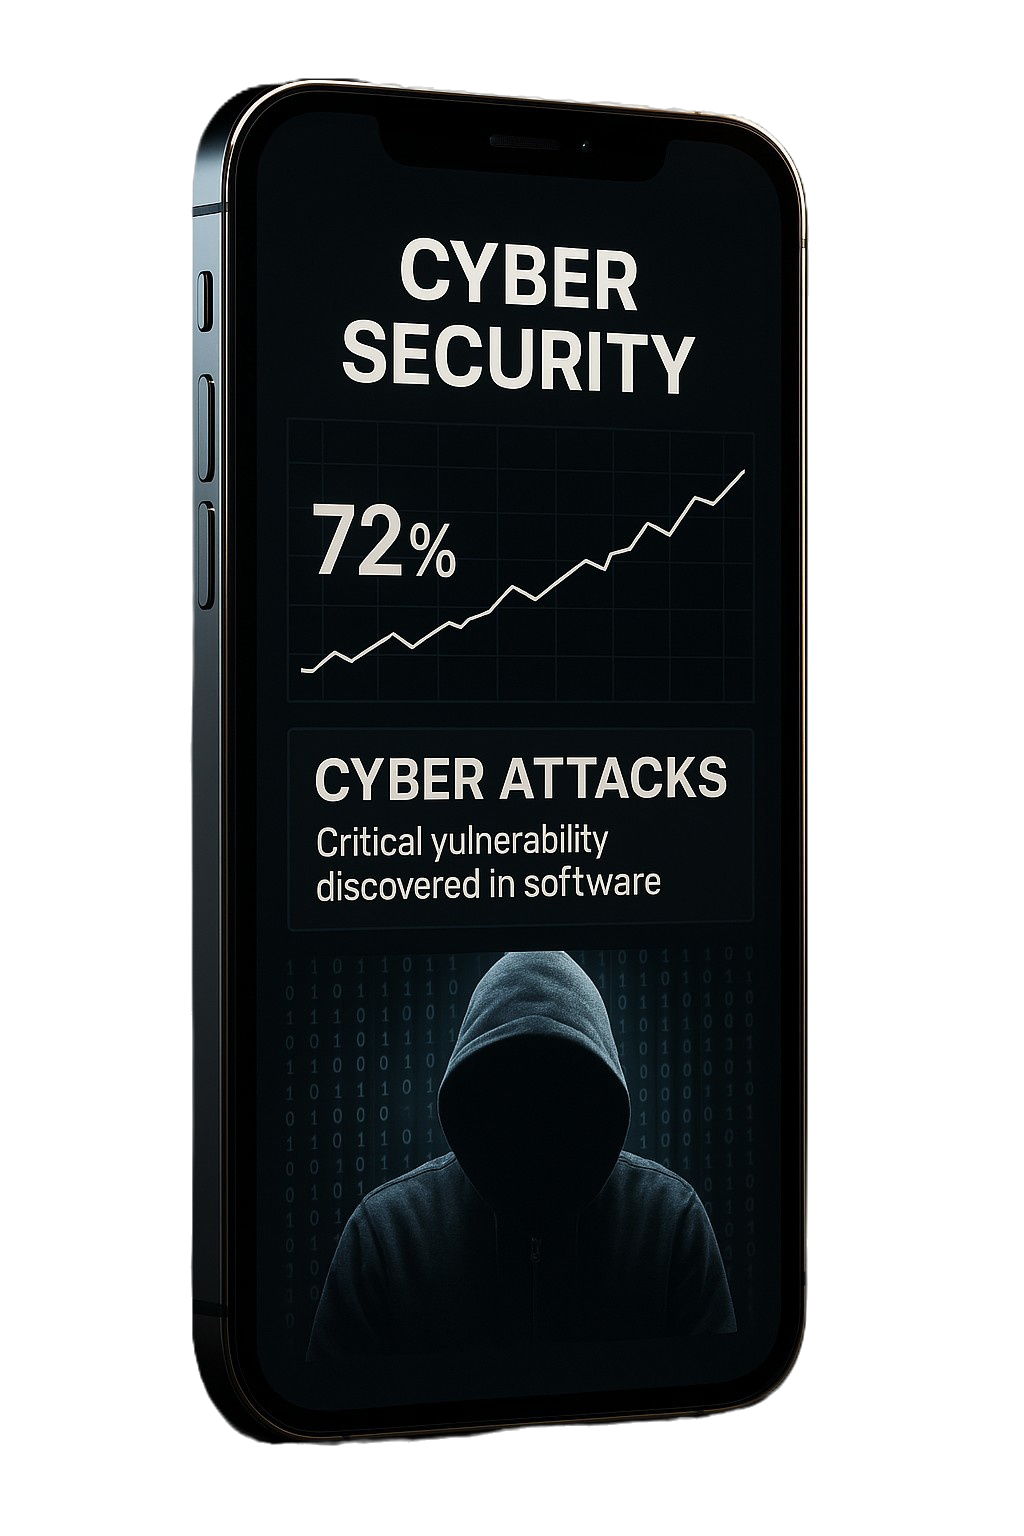 CYBER
SECURITY
72%
CYBER ATTACKS
Critical yulnerability
discovered in software